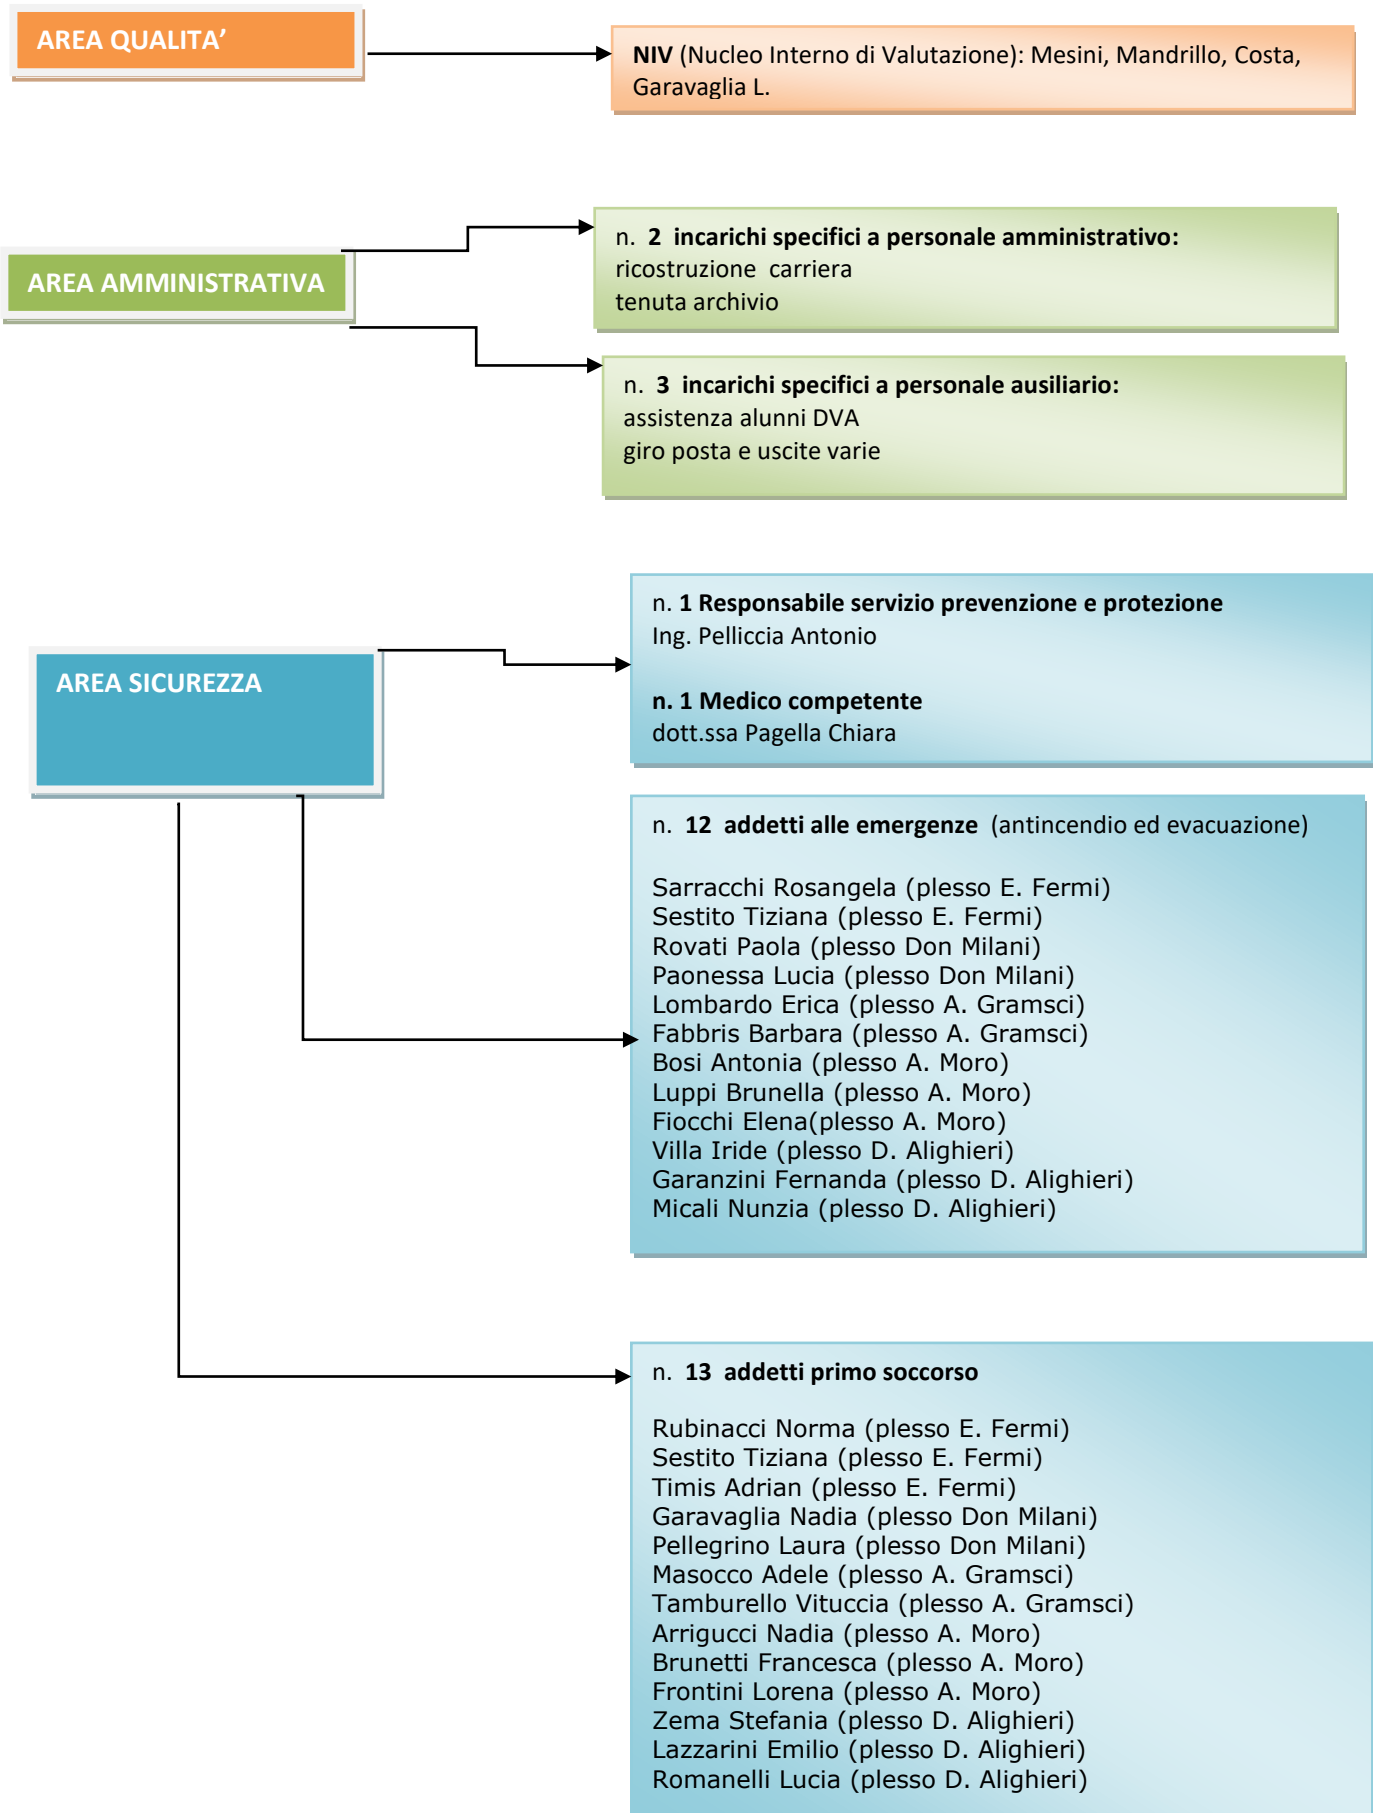 AREA QUALITA’
NIV (Nucleo Interno di Valutazione): Mesini, Mandrillo, Costa,
Garavaglia L.
AREA AMMINISTRATIVA
n. 2 incarichi specifici a personale amministrativo:
ricostruzione carriera
tenuta archivio
n. 3 incarichi specifici a personale ausiliario:
assistenza alunni DVA
giro posta e uscite varie
AREA SICUREZZA
n. 1 Responsabile servizio prevenzione e protezione
Ing. Pelliccia Antonio
n. 1 Medico competente
dott.ssa Pagella Chiara
n. 12 addetti alle emergenze (antincendio ed evacuazione)
Sarracchi Rosangela (plesso E. Fermi)
Sestito Tiziana (plesso E. Fermi)
Rovati Paola (plesso Don Milani)
Paonessa Lucia (plesso Don Milani)
Lombardo Erica (plesso A. Gramsci)
Fabbris Barbara (plesso A. Gramsci)
Bosi Antonia (plesso A. Moro)
Luppi Brunella (plesso A. Moro)
Fiocchi Elena(plesso A. Moro)
Villa Iride (plesso D. Alighieri)
Garanzini Fernanda (plesso D. Alighieri)
Micali Nunzia (plesso D. Alighieri)
n. 13 addetti primo soccorso
Rubinacci Norma (plesso E. Fermi)
Sestito Tiziana (plesso E. Fermi)
Timis Adrian (plesso E. Fermi)
Garavaglia Nadia (plesso Don Milani)
Pellegrino Laura (plesso Don Milani)
Masocco Adele (plesso A. Gramsci)
Tamburello Vituccia (plesso A. Gramsci)
Arrigucci Nadia (plesso A. Moro)
Brunetti Francesca (plesso A. Moro)
Frontini Lorena (plesso A. Moro)
Zema Stefania (plesso D. Alighieri)
Lazzarini Emilio (plesso D. Alighieri)
Romanelli Lucia (plesso D. Alighieri)